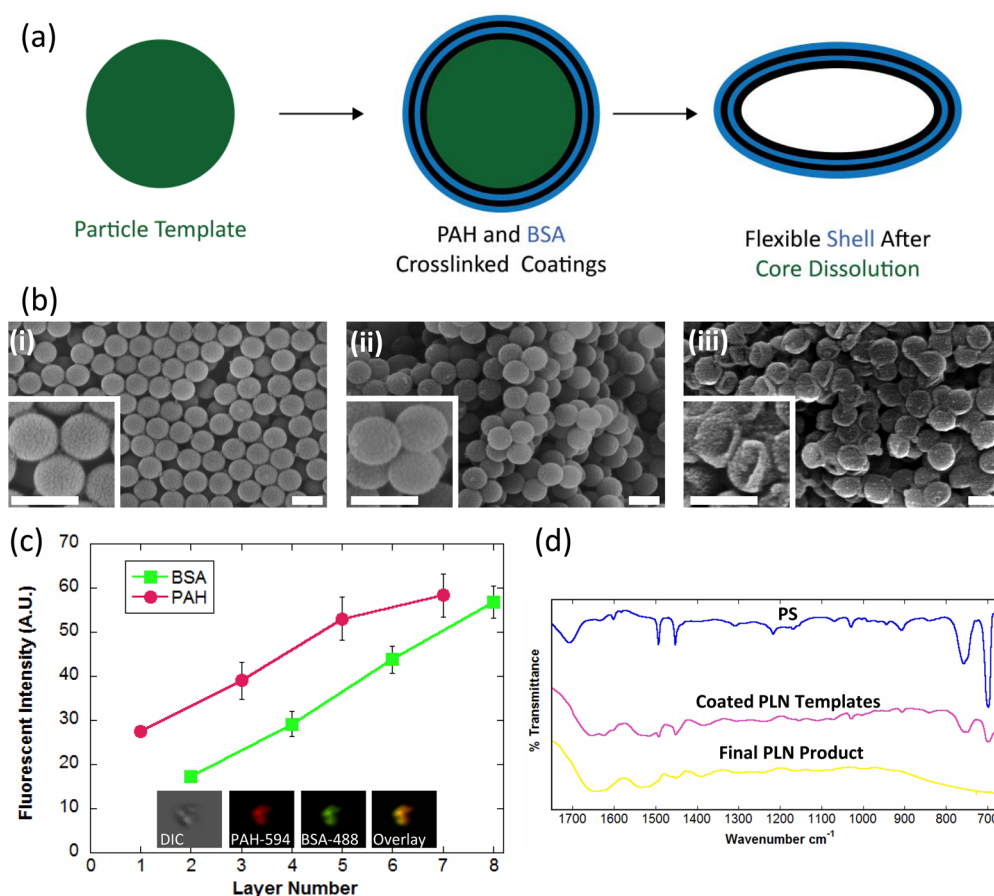 (a)
Particle Template
PAH and BSA
Crosslinked Coatings
Flexible Shell After
Core Dissolution
(b)
(i)
(ii)
(iii)
(c)
70
60
50
40
30
20
10
0
Fluorescent Intensity (A.U.)
BSA
PAH
DIC
PAH-594
BSA-488
Overlay
0
1
2
3
4
5
6
7
8
Layer Number
(d)
% Transmittance
PS
Coated PLN Templates
Final PLN Product
1700
1600
1500
1400
1300
1200
1100
1000
900
800
700
Wavenumber cm⁻¹